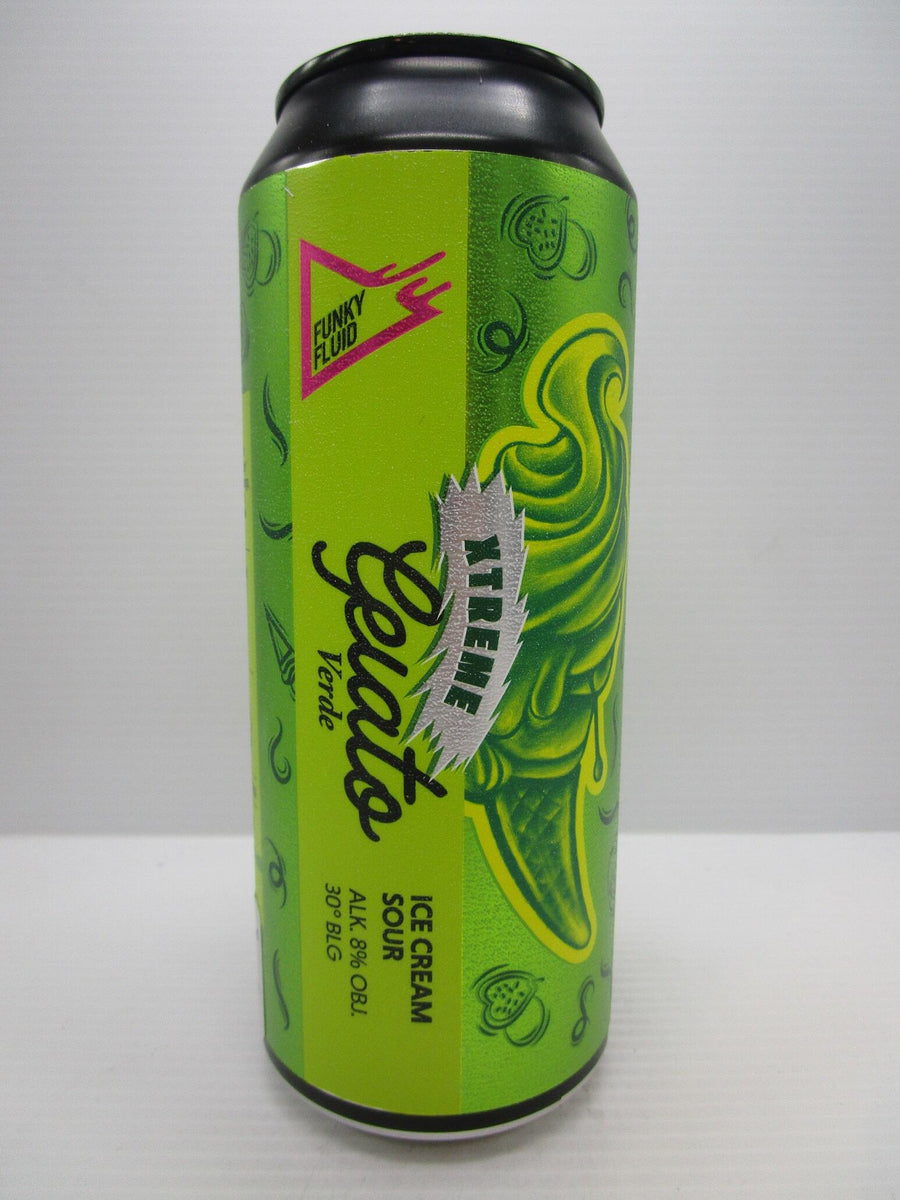 FUNKY
FLUID
XTREME
Gelato
Verde
ICE CREAM
SOUR
ALK. 8% OBJ.
30° BLG